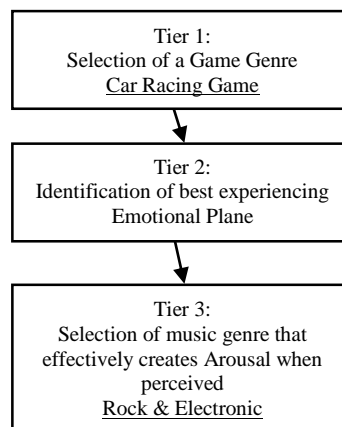 Tier 1:
Selection of a Game Genre
Car Racing Game
Tier 2:
Identification of best experiencing
Emotional Plane
Tier 3:
Selection of music genre that
effectively creates Arousal when
perceived
Rock & Electronic